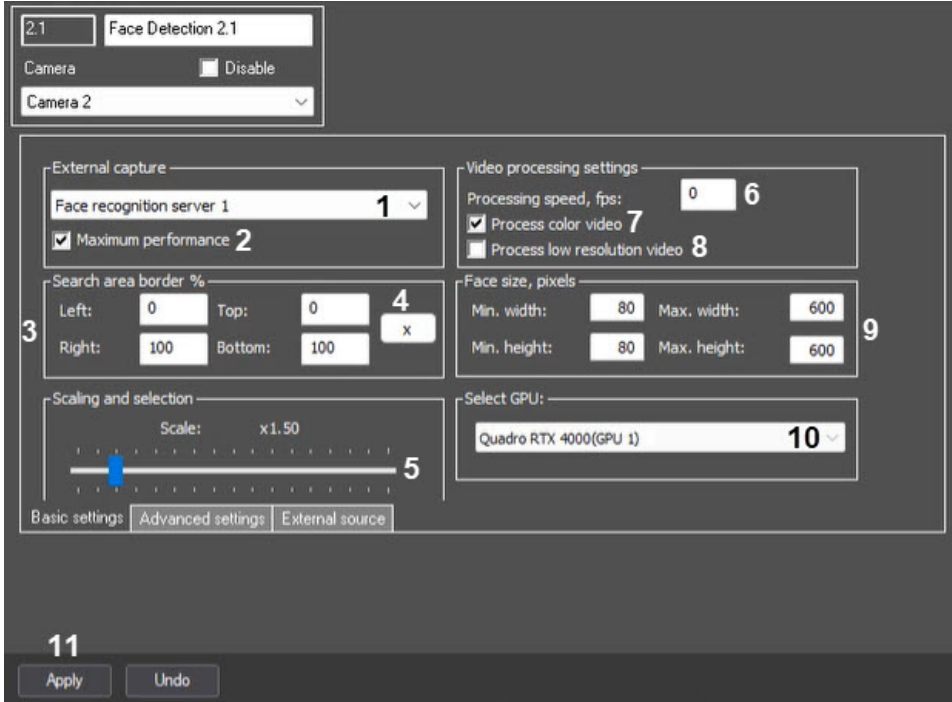 2.1 Face Detection 2.1
Camera Disable
Camera 2
External capture
Face recognition server 1 1
Maximum performance 2
Video processing settings
Processing speed, fps: 0 6
Process color video 7
Process low resolution video 8
Search area border %
3 Left: 0 Top: 0 4
Right: 100 Bottom: 100 x
Face size, pixels
Min. width: 80 Max. width: 600
Min. height: 80 Max. height: 600 9
Scaling and selection
Scale: x1.50
5
Select GPU:
Quadro RTX 4000(GPU 1) 10
Basic settings Advanced settings External source
11
Apply Undo